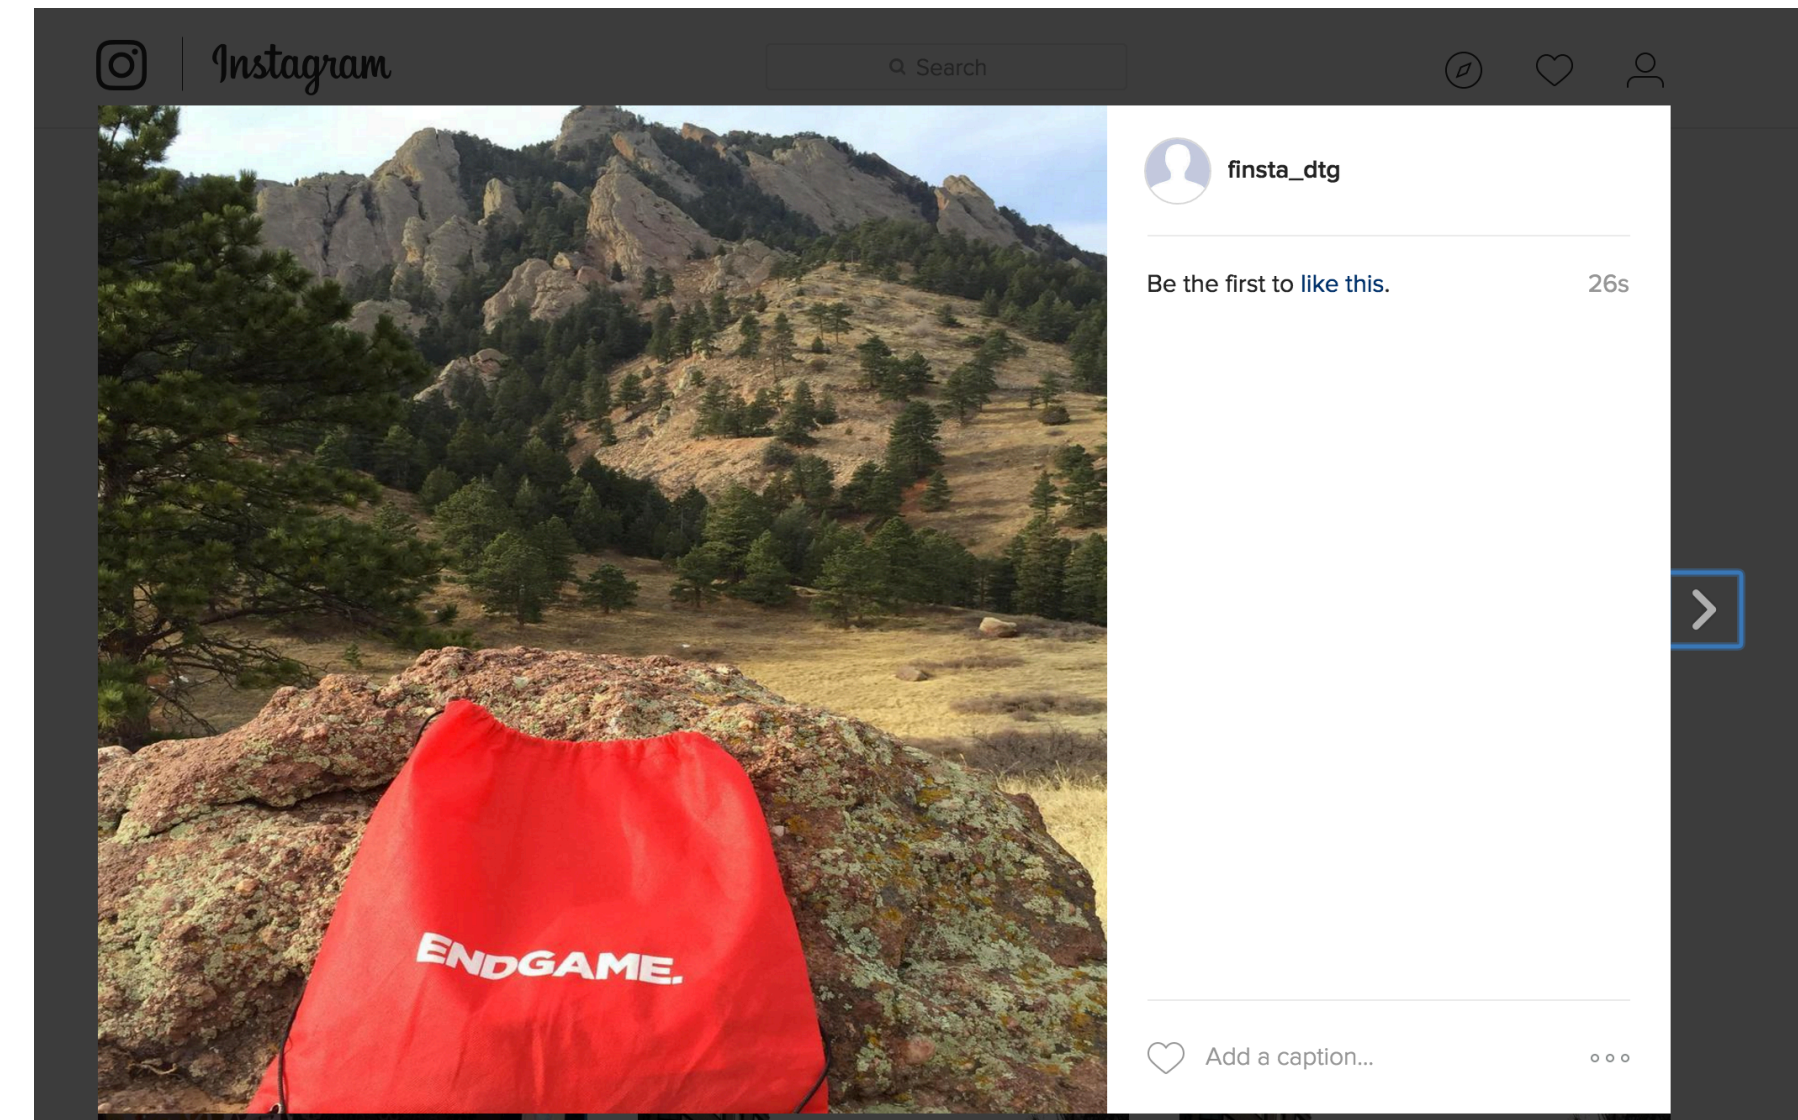 Instagram
Search
finsta_dtg
Be the first to like this.
26s
ENDGAME.
Add a caption...